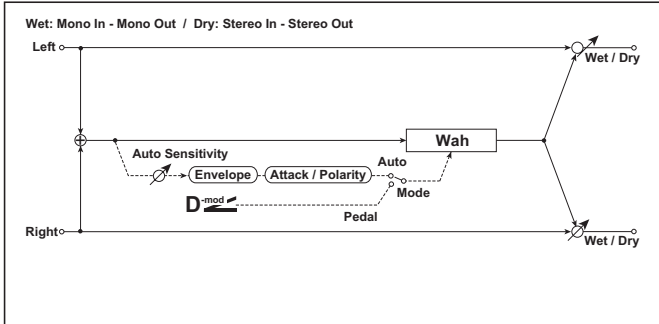 Wet: Mono In - Mono Out / Dry: Stereo In - Stereo Out
Left
Wet / Dry
Wah
Auto Sensitivity
Auto
Envelope
Attack / Polarity
Mode
D-mod
Pedal
Right
Wet / Dry